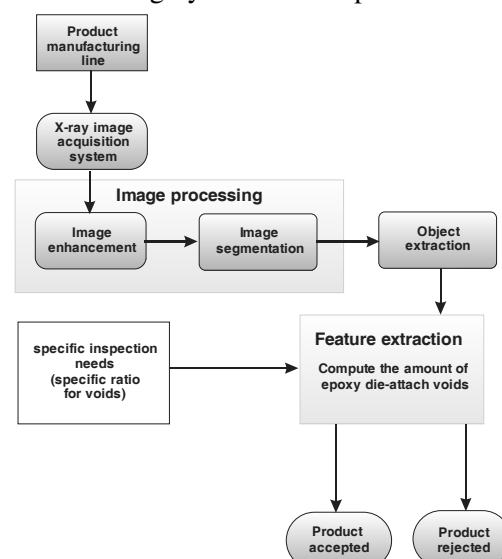 Product
manufacturing
line
X-ray image
acquisition
system
Image processing
Image
enhancement
Image
segmentation
Object
extraction
specific inspection
needs
(specific ratio
for voids)
Feature extraction
Compute the amount of
epoxy die-attach voids
Product
accepted
Product
rejected